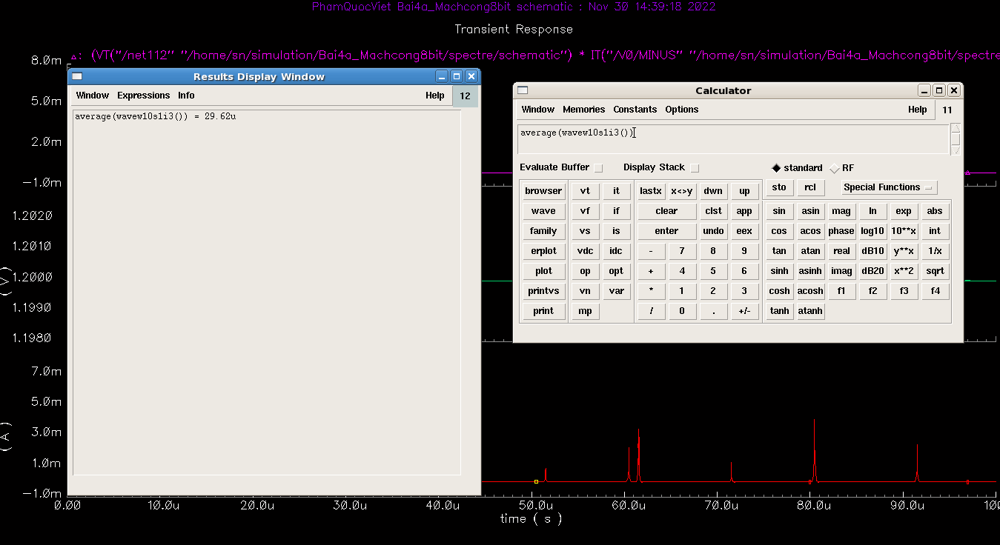 PhamQuocViet Bai4a_Machcong8bit schematic : Nov 30 14:39:18 2022
Transient Response
▵: (VT("/net112" "/home/sn/simulation/Bai4a_Machcong8bit/spectre/schematic") * IT("/V0/MINUS" "/home/sn/simulation/Bai4a_Machcong8bit/spectre
8.0m
5.0m
2.0m
-1.0m
1.2020
1.2010
1.2000
1.1990
1.1980
( V )
7.0m
5.0m
3.0m
1.0m
-1.0m
( A )
0.00 10.0u 20.0u 30.0u 40.0u 50.0u 60.0u 70.0u 80.0u 90.0u 100
time ( s )
Results Display Window
Window Expressions Info Help 12
average(wavew10s1i3()) = 29.62u
Calculator
Window Memories Constants Options Help 11
average(wavew10s1i3())
Evaluate Buffer Display Stack standard RF
browser vt it lastx x<>y dwn up sto rcl Special Functions
wave vf if clear clst app sin asin mag ln exp abs
family vs is enter undo eex cos acos phase log10 10**x int
erplot vdc idc - 7 8 9 tan atan real dB10 y**x 1/x
plot op opt + 4 5 6 sinh asinh imag dB20 x**2 sqrt
printvs vn var * 1 2 3 cosh acosh f1 f2 f3 f4
print mp / 0 . +/- tanh atanh